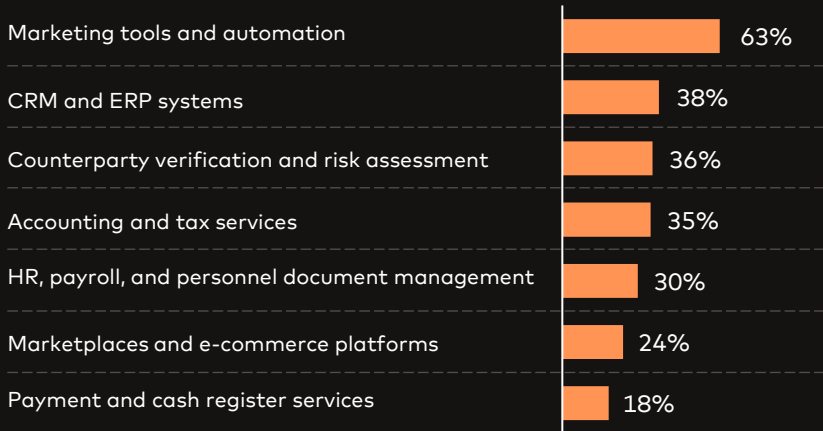 Marketing tools and automation 63%
CRM and ERP systems 38%
Counterparty verification and risk assessment 36%
Accounting and tax services 35%
HR, payroll, and personnel document management 30%
Marketplaces and e-commerce platforms 24%
Payment and cash register services 18%